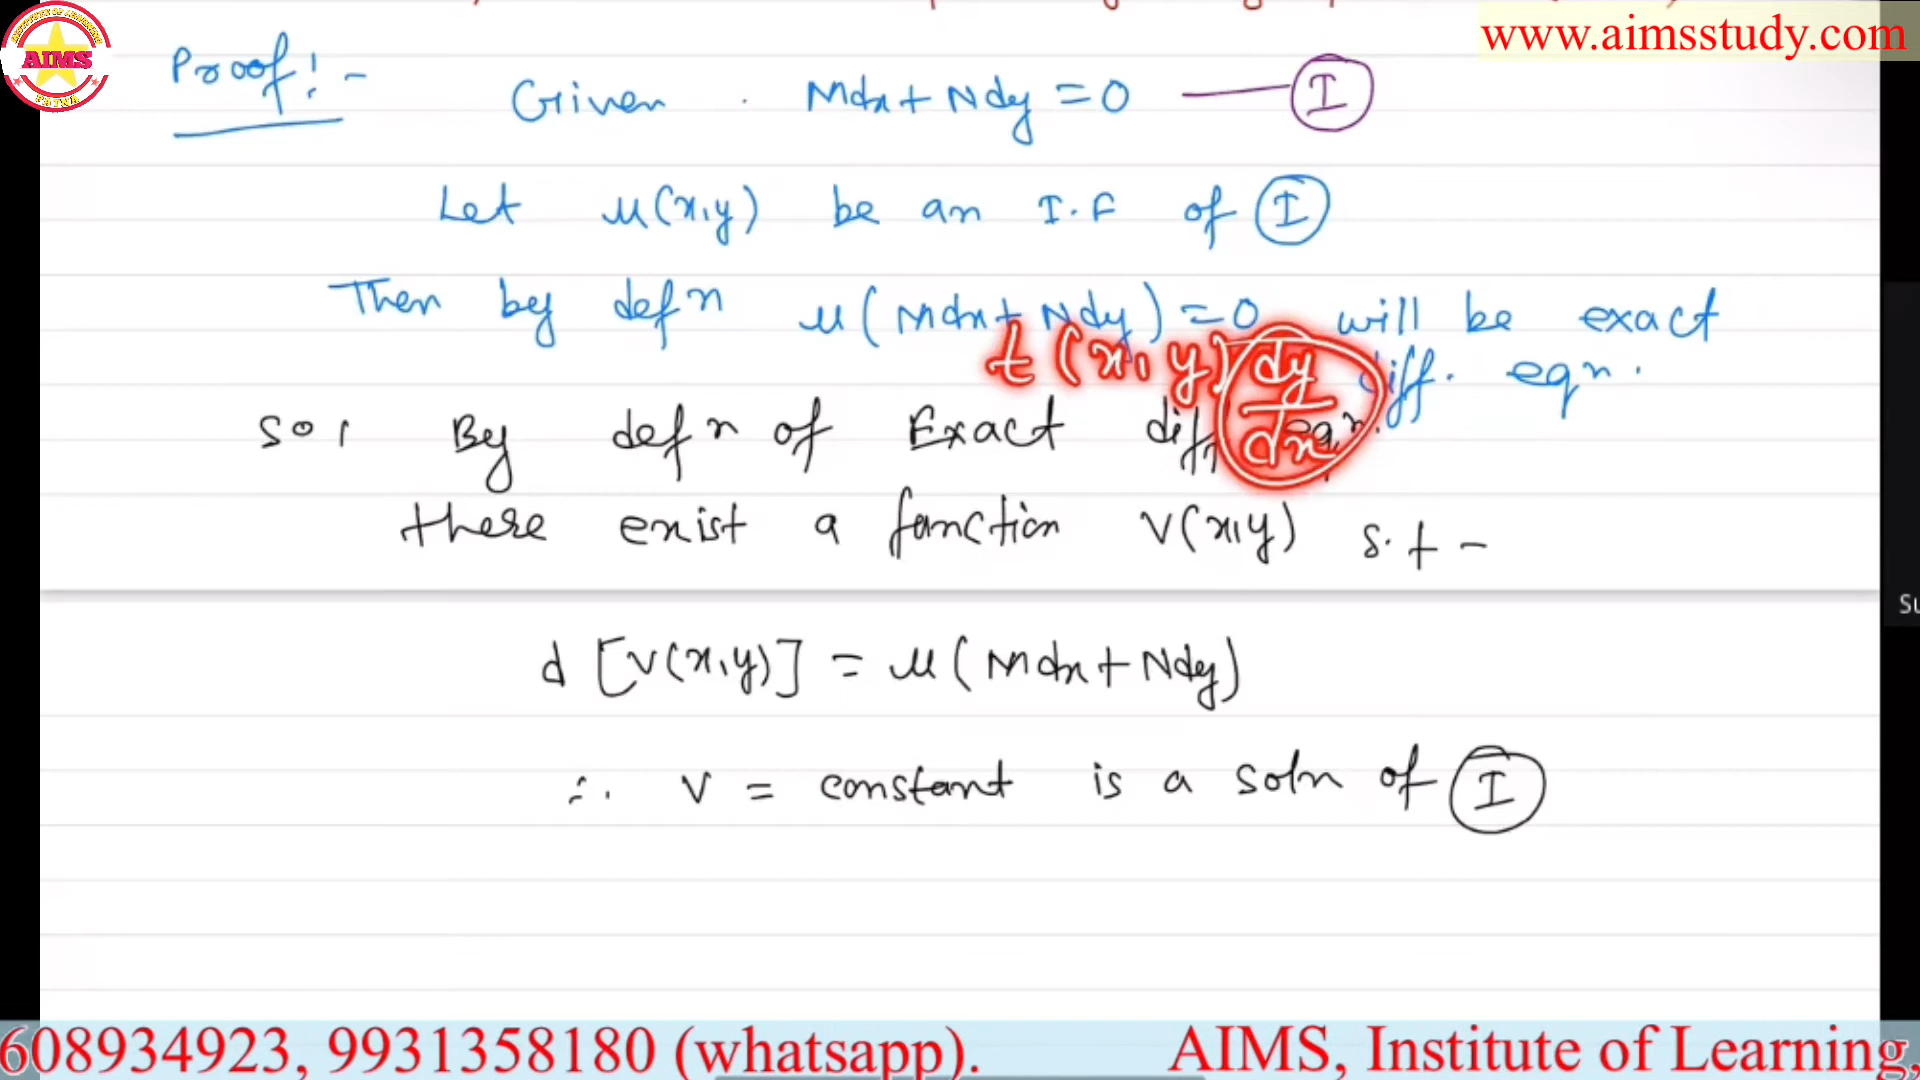 AIMS
PATNA
www.aimsstudy.com
Proof:- Given Mdx + Ndy = 0 — I
Let μ(x,y) be an I.F of I
Then by defn μ(Mdx + Ndy) = 0 will be exact
diff. eqn.
t(x,y) dy/dx
So, By defn of Exact diff eqn.
there exist a function V(x,y) s.t -
d [V(x,y)] = μ(Mdx + Ndy)
∴ V = constant is a soln of I
Su
608934923, 9931358180 (whatsapp). AIMS, Institute of Learning,